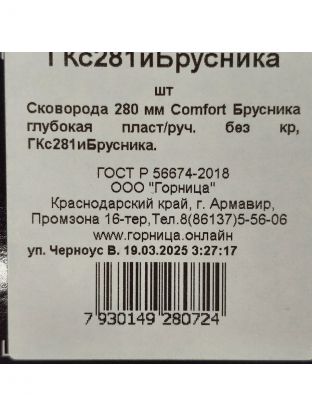 ГКс281иБрусника
шт
Сковорода 280 мм Comfort Брусника
глубокая пласт/руч. без кр,
ГКс281иБрусника.
ГОСТ Р 56674-2018
ООО "Горница"
Краснодарский край, г. Армавир,
Промзона 16-тер,Тел.8(86137)5-56-06
www.горница.онлайн
уп. Черноус В. 19.03.2025 3:27:17
7 930149 280724